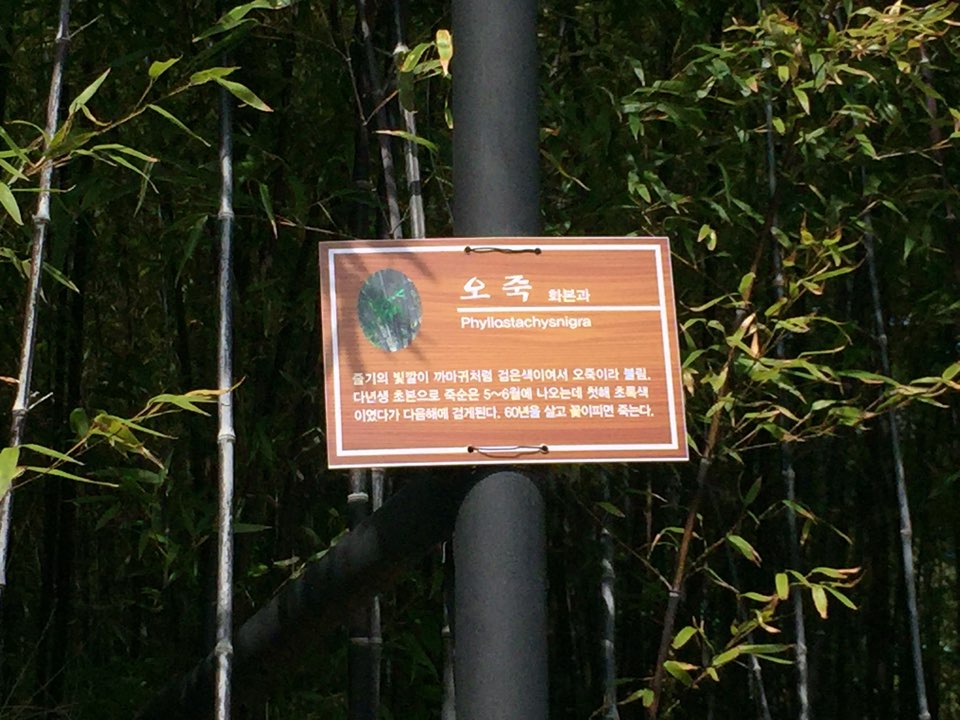 오죽 화본과
Phyllostachysnigra
줄기의 빛깔이 까마귀처럼 검은색이여서 오죽이라 불림.
다년생 초본으로 죽순은 5~6월에 나오는데 첫해 초록색
이였다가 다음해에 검게된다. 60년을 살고 꽃이피면 죽는다.